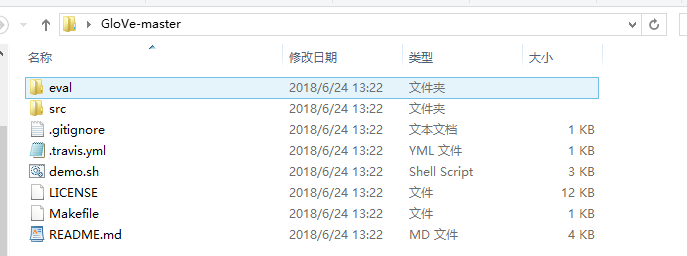 GloVe-master
名称 修改日期 类型 大小
eval 2018/6/24 13:22 文件夹
src 2018/6/24 13:22 文件夹
.gitignore 2018/6/24 13:22 文本文档 1 KB
.travis.yml 2018/6/24 13:22 YML 文件 1 KB
demo.sh 2018/6/24 13:22 Shell Script 3 KB
LICENSE 2018/6/24 13:22 文件 12 KB
Makefile 2018/6/24 13:22 文件 1 KB
README.md 2018/6/24 13:22 MD 文件 4 KB